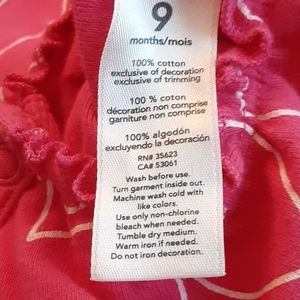 9
months/mois
100% cotton
exclusive of decoration
exclusive of trimming
100 % coton
décoration non comprise
garniture non comprise
100% algodón
excluyendo la decoración
RN# 35623
CA# 53061
Wash before use.
Turn garment inside out.
Machine wash cold with
like colors.
Use only non-chlorine
bleach when needed.
Tumble dry medium.
Warm iron if needed.
Do not iron decoration.